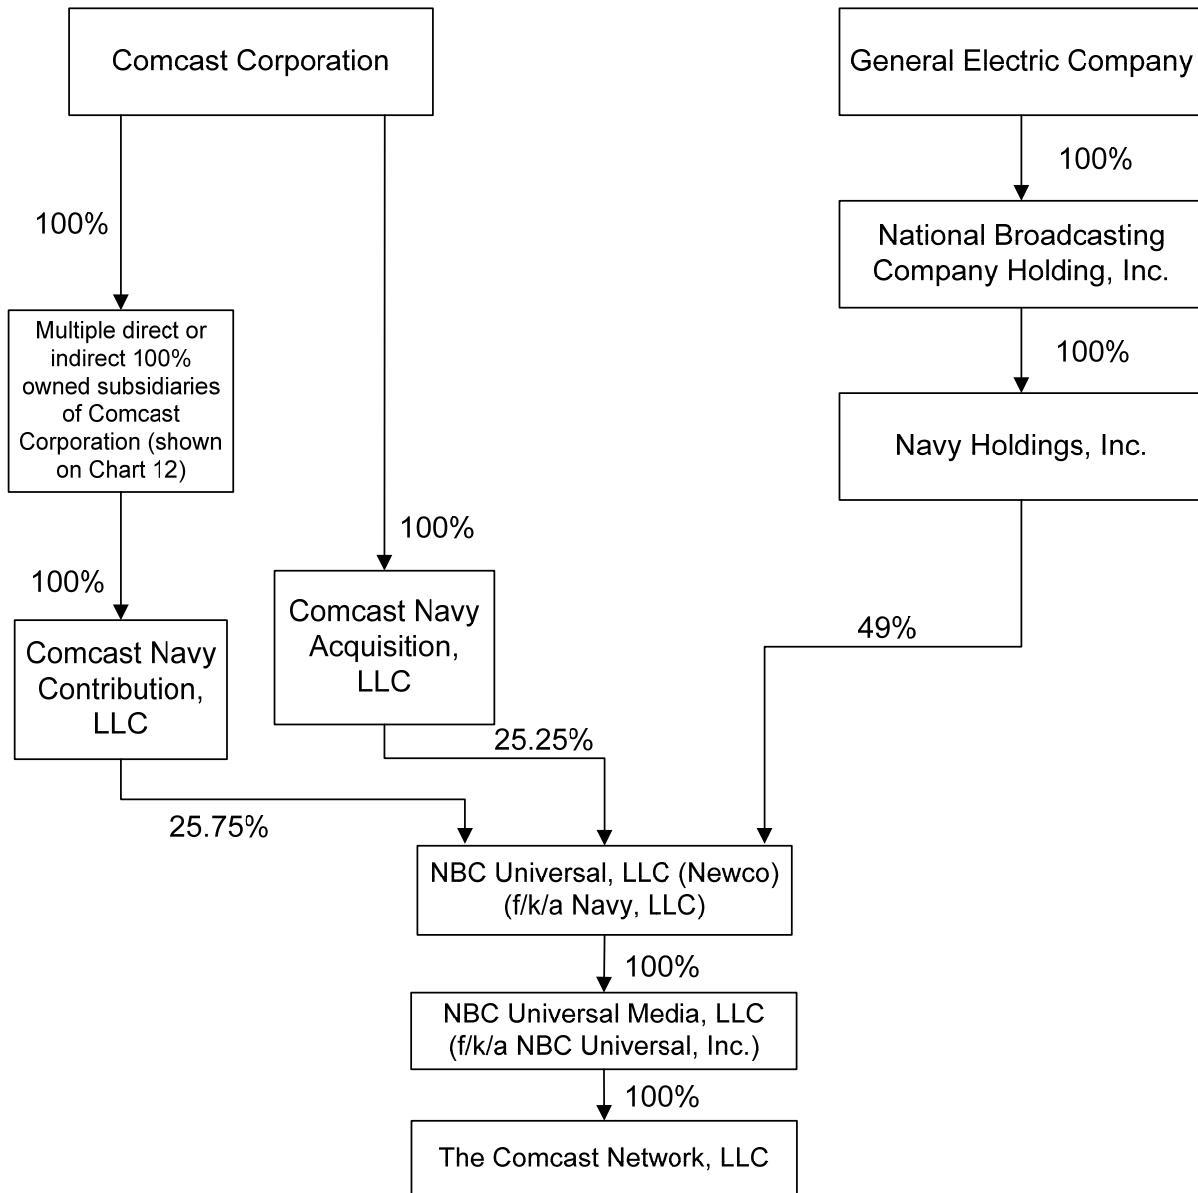 Comcast Corporation
General Electric Company
100%
National Broadcasting
Company Holding, Inc.
100%
100%
Multiple direct or
indirect 100%
owned subsidiaries
of Comcast
Corporation (shown
on Chart 12)
Navy Holdings, Inc.
100%
100%
Comcast Navy
Acquisition,
LLC
49%
Comcast Navy
Contribution,
LLC
25.25%
25.75%
NBC Universal, LLC (Newco)
(f/k/a Navy, LLC)
100%
NBC Universal Media, LLC
(f/k/a NBC Universal, Inc.)
100%
The Comcast Network, LLC